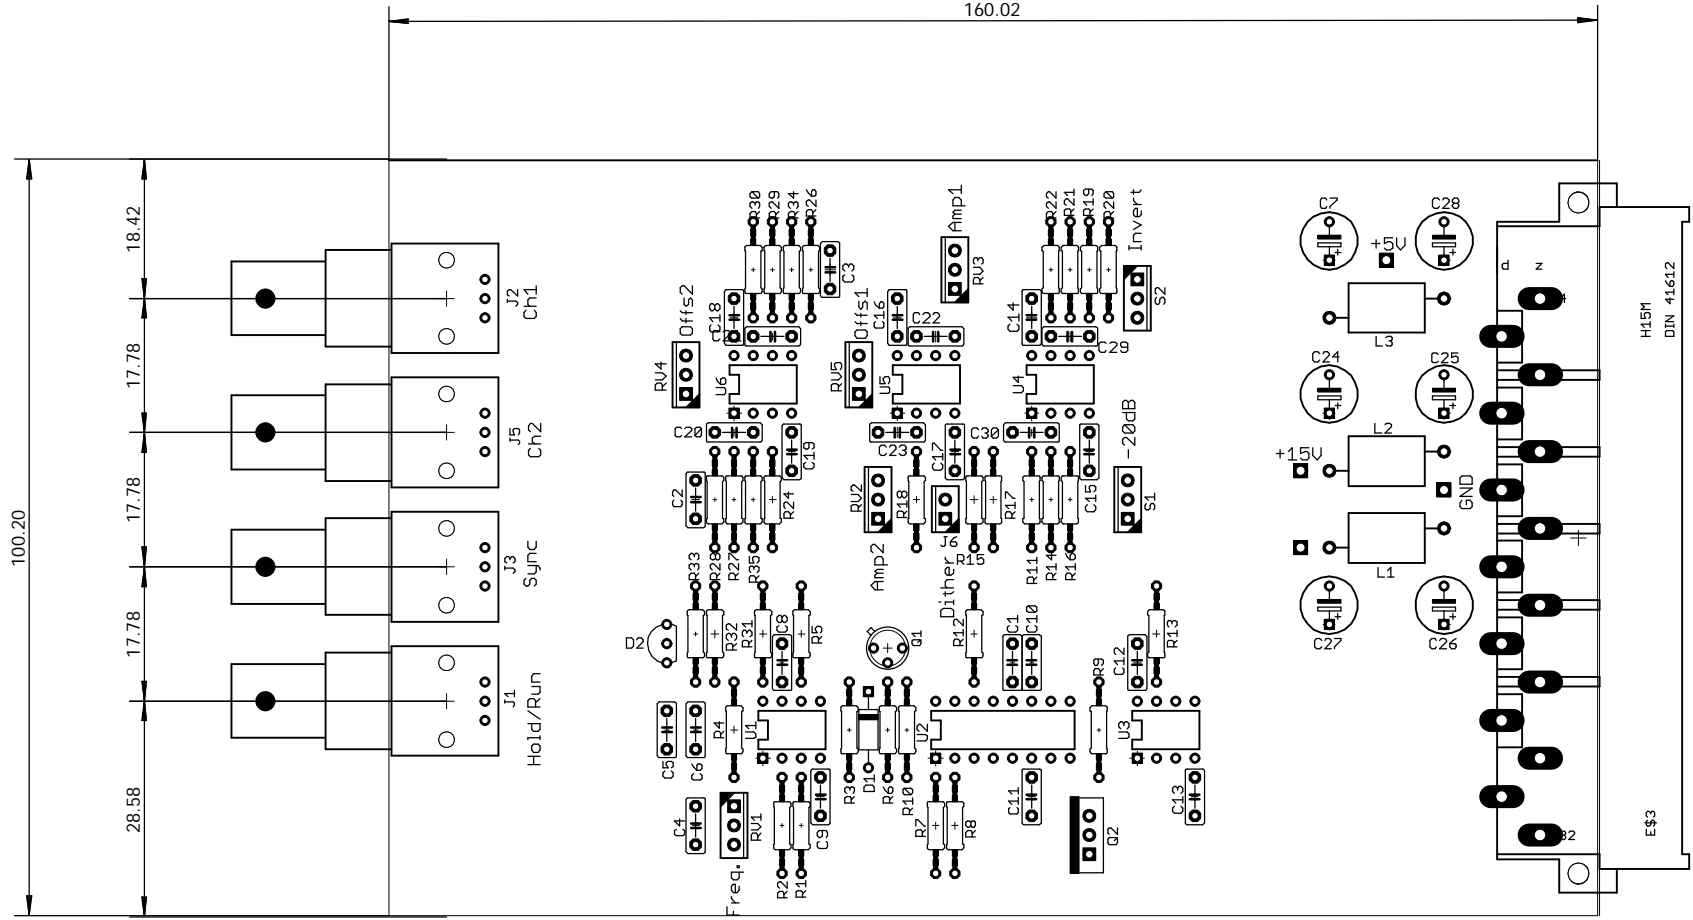 160.02
100.20
18.42
17.78
17.78
17.78
28.58
J2
Ch1
J5
Ch2
J3
Sync
J1
Hold/Run
R30
R29
R34
R26
C3
Offs2
C18
RV4
U6
C20
C19
C2
R24
R33
R28
R27
R35
D2
R32
R31
C8
R5
C5
C6
R4
U1
C4
RV1
Freq.
R2
R1
C9
Amp1
RV3
Offs1
C16
C22
RV5
U5
C23
C17
C30
RV2
Amp2
R18
J6
Dither
R15
R17
Q1
R12
C1
C10
R3
D1
R6
R10
U2
R7
R8
C11
R22
R21
R19
R20
Invert
S2
C14
C29
U4
C15
-20dB
S1
R11
R14
R16
R13
R9
C12
U3
Q2
C13
C7
C28
+5V
L3
C24
C25
L2
+15V
GND
L1
C27
C26
d
z
4
32
H15M
DIN 41612
E$3